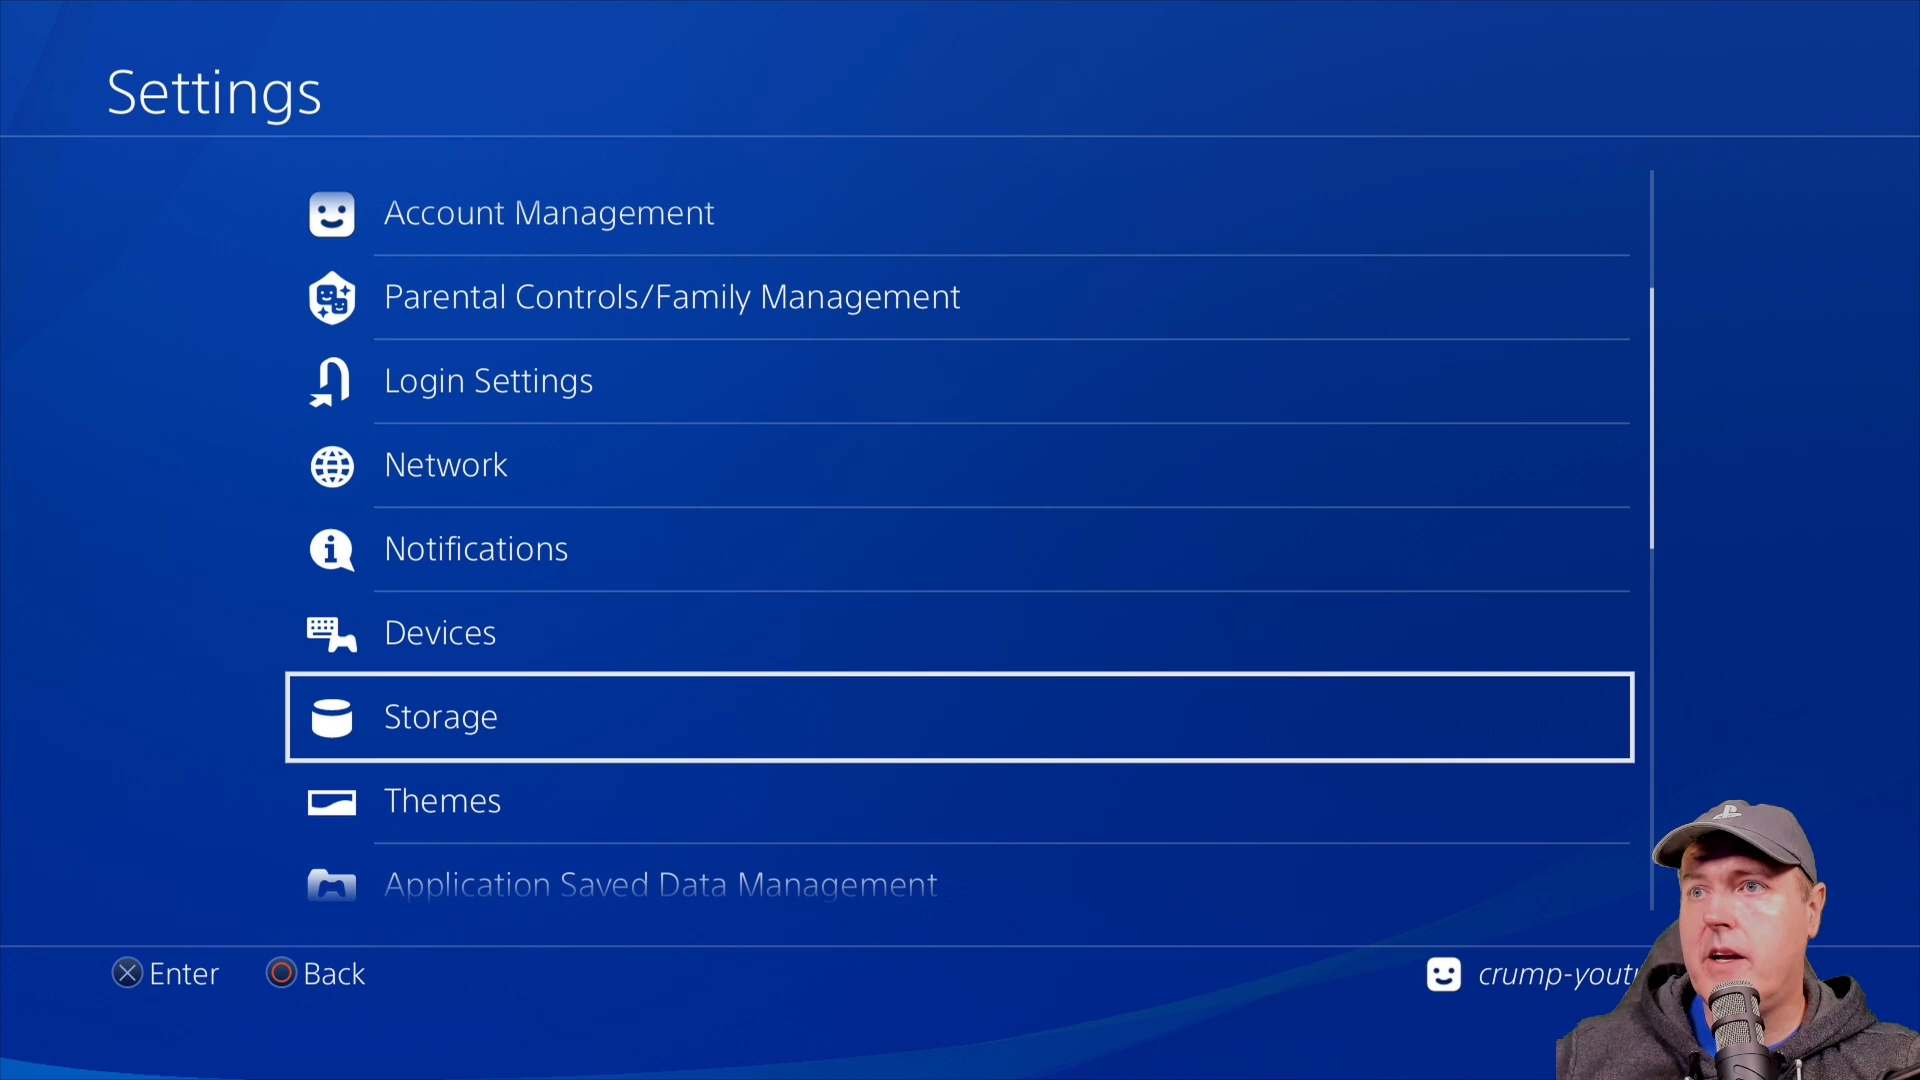 Settings
Account Management
Parental Controls/Family Management
Login Settings
Network
Notifications
Devices
Storage
Themes
Application Saved Data Management
Enter Back